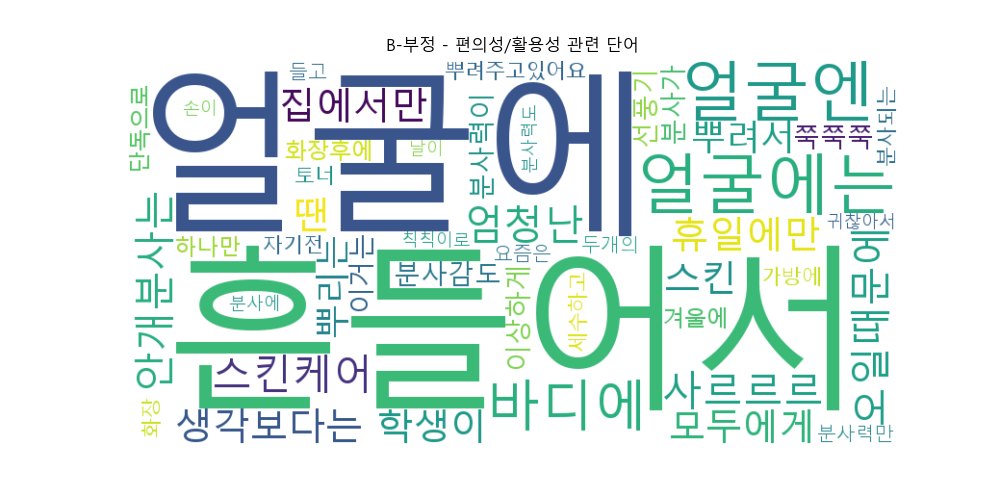 B-부정 - 편의성/활용성 관련 단어
얼굴에
흔들어서
얼굴엔
얼굴에는
들고
뿌려주고있어요
손이
집에서만
단독으로
화장후에
날이
토너
분사력이
분사력도
선풍기
분사가
뿌려서
쭉쭉쭉
분사되는
땐
엄청난
휴일에만
귀찮아서
안개분사는
하나만
자기전
칙칙이로
요즘은
두개의
뿌리는
이거는
분사감도
분사에
이상하게
세수하고
스킨
가방에
겨울에
오일때문에
스킨케어
바디에
사르르르
화장
생각보다는
학생이
모두에게
분사력만